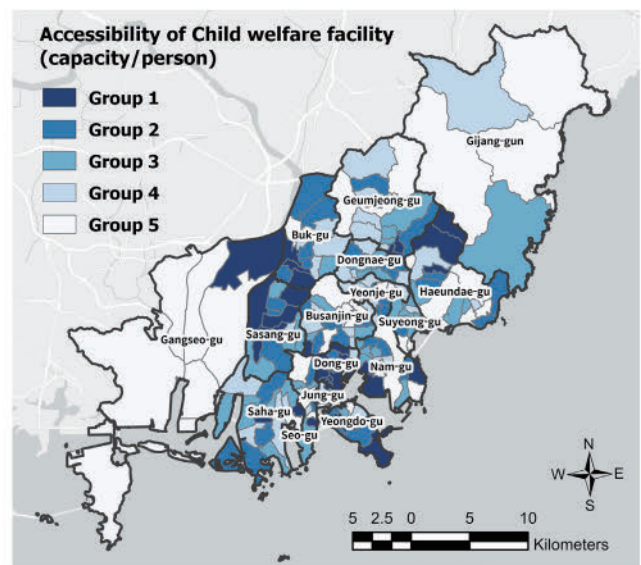 Accessibility of Child welfare facility
(capacity/person)
Group 1
Group 2
Group 3
Group 4
Group 5
Gijang-gun
Geumjeong-gu
Buk-gu
Dongnae-gu
Yeonje-gu
Haeundae-gu
Busanjin-gu
Suyeong-gu
Gangseo-gu
Sasang-gu
Dong-gu
Nam-gu
Jung-gu
Saha-gu
Yeongdo-gu
Seo-gu
N
W
E
S
5 2.5 0 5 10
Kilometers